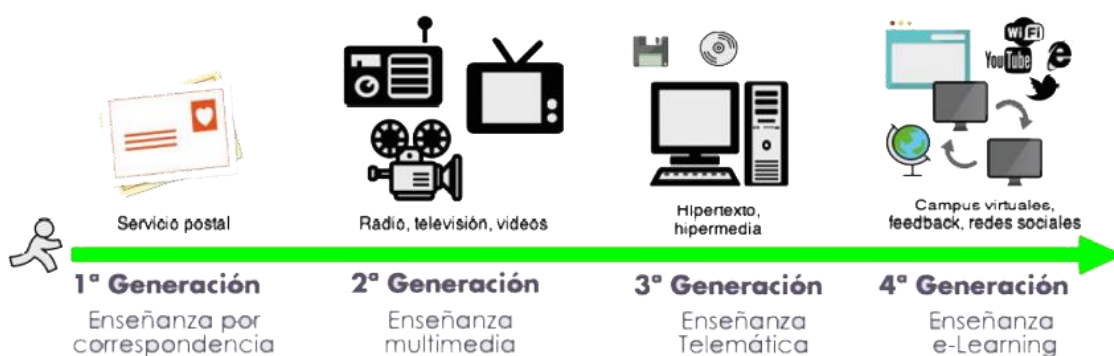 WiFi
YouTube
Servicio postal
Radio, televisión, videos
Hipertexto,
hipermedia
Campus virtuales,
feedback, redes sociales
1ª Generación
2ª Generación
3ª Generación
4ª Generación
Enseñanza por
correspondencia
Enseñanza
multimedia
Enseñanza
Telemática
Enseñanza
e-Learning